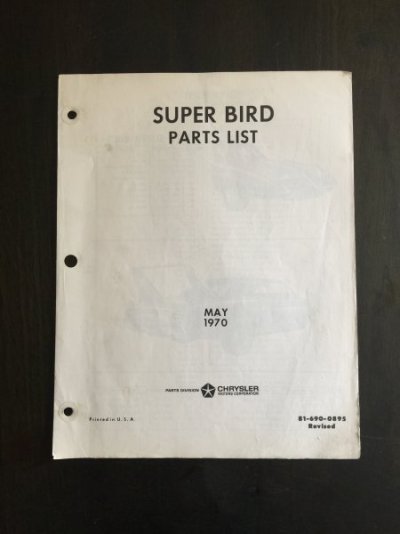 SUPER BIRD
PARTS LIST
MAY
1970
PARTS DIVISION CHRYSLER
MOTORS CORPORATION
Printed in U. S. A.
81-690-0895
Revised